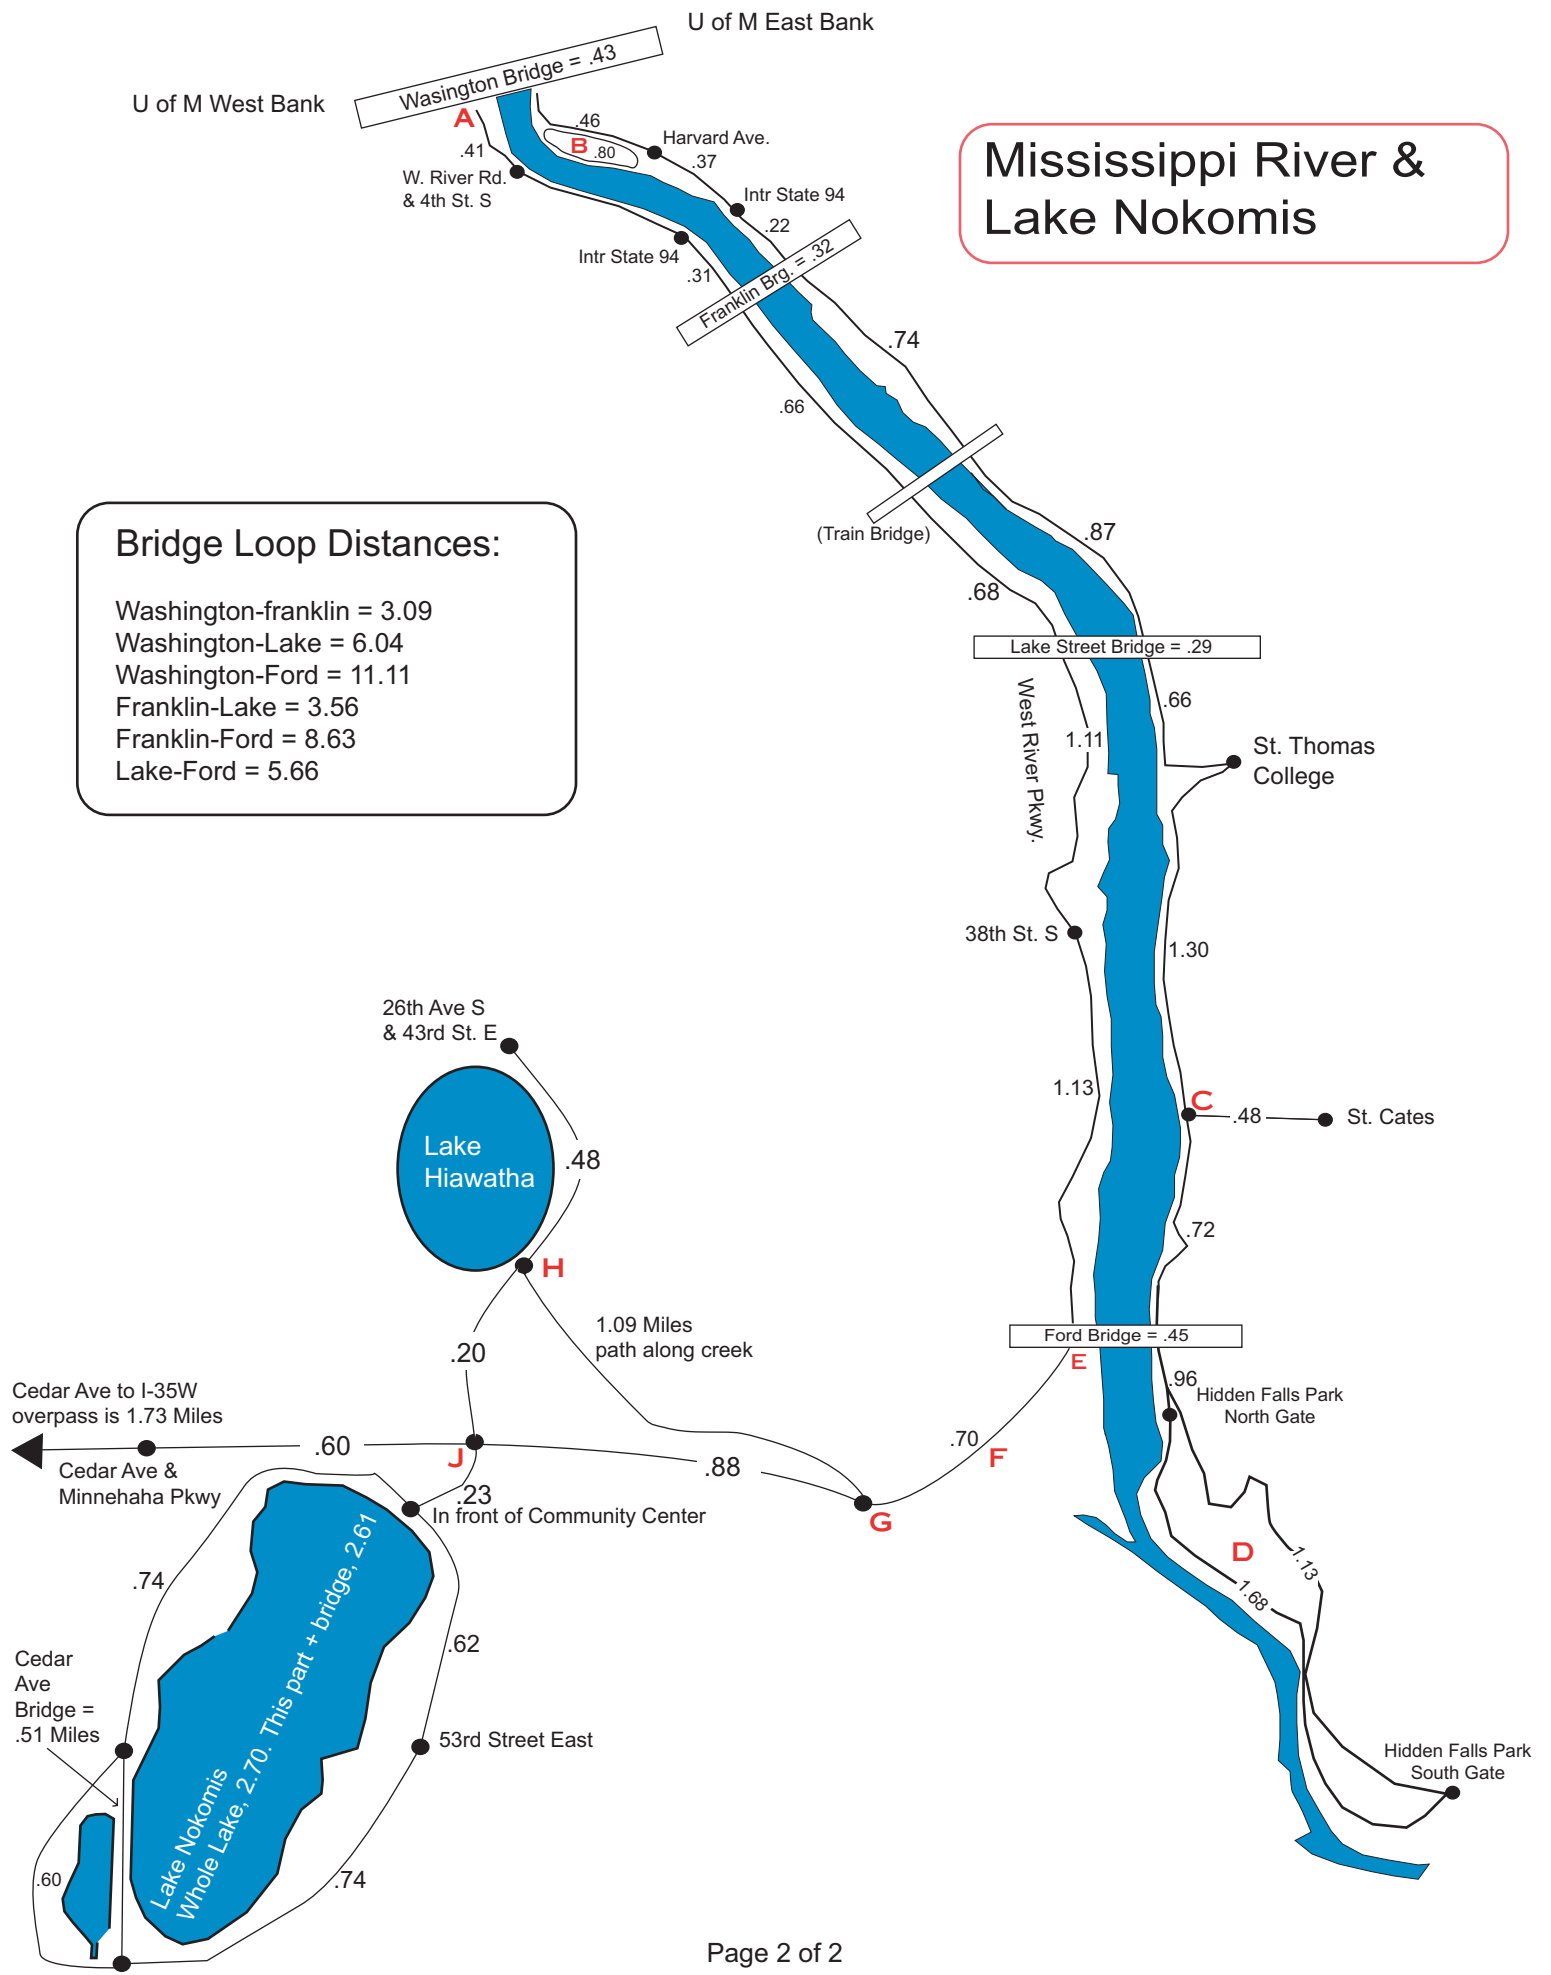 U of M East Bank
Wasington Bridge = .43
U of M West Bank
A
.46
B
.80
Harvard Ave.
.41
.37
W. River Rd.
& 4th St. S
Intr State 94
.22
Intr State 94
.31
Franklin Brg. = .32
Mississippi River &
Lake Nokomis
.74
.66
(Train Bridge)
.87
.68
Bridge Loop Distances:
Washington-franklin = 3.09
Washington-Lake = 6.04
Washington-Ford = 11.11
Franklin-Lake = 3.56
Franklin-Ford = 8.63
Lake-Ford = 5.66
Lake Street Bridge = .29
West River Pkwy.
.66
1.11
St. Thomas
College
38th St. S
1.30
26th Ave S
& 43rd St. E
1.13
C
.48
St. Cates
Lake
Hiawatha
.48
.72
H
1.09 Miles
path along creek
Ford Bridge = .45
E
.20
.96
Hidden Falls Park
North Gate
Cedar Ave to I-35W
overpass is 1.73 Miles
.60
J
.88
.70
F
Cedar Ave &
Minnehaha Pkwy
.23
In front of Community Center
G
D
1.13
1.68
.74
.62
Cedar
Ave
Bridge =
.51 Miles
53rd Street East
Lake Nokomis
Whole Lake, 2.70. This part + bridge, 2.61
Hidden Falls Park
South Gate
.60
.74
Page 2 of 2